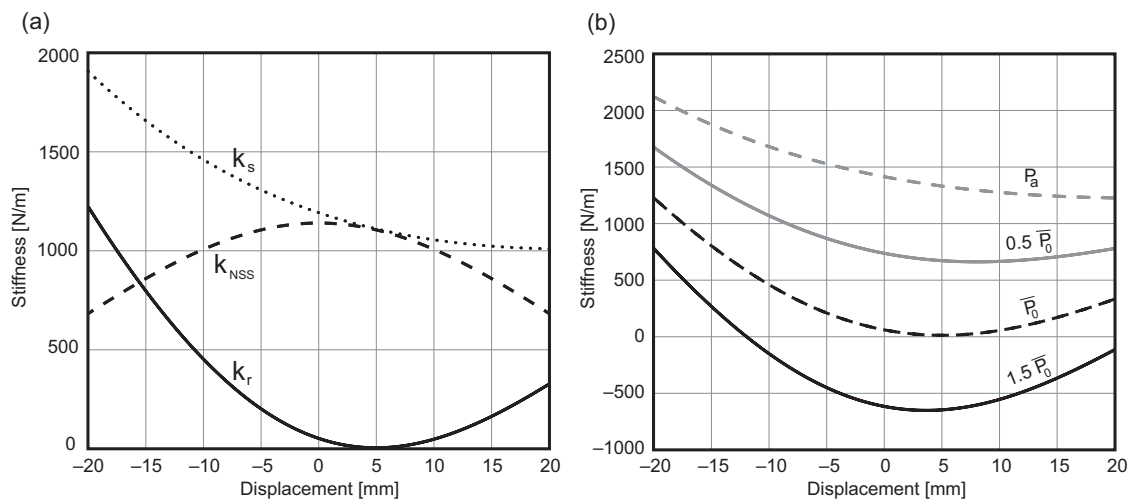 (a)
2000
1500
1000
500
0
Stiffness [N/m]
k_s
k_NSS
k_r
–20 –15 –10 –5 0 5 10 15 20
Displacement [mm]
(b)
2500
2000
1500
1000
500
0
–500
–1000
Stiffness [N/m]
P_a
0.5 P̅_0
P̅_0
1.5 P̅_0
–20 –15 –10 –5 0 5 10 15 20
Displacement [mm]